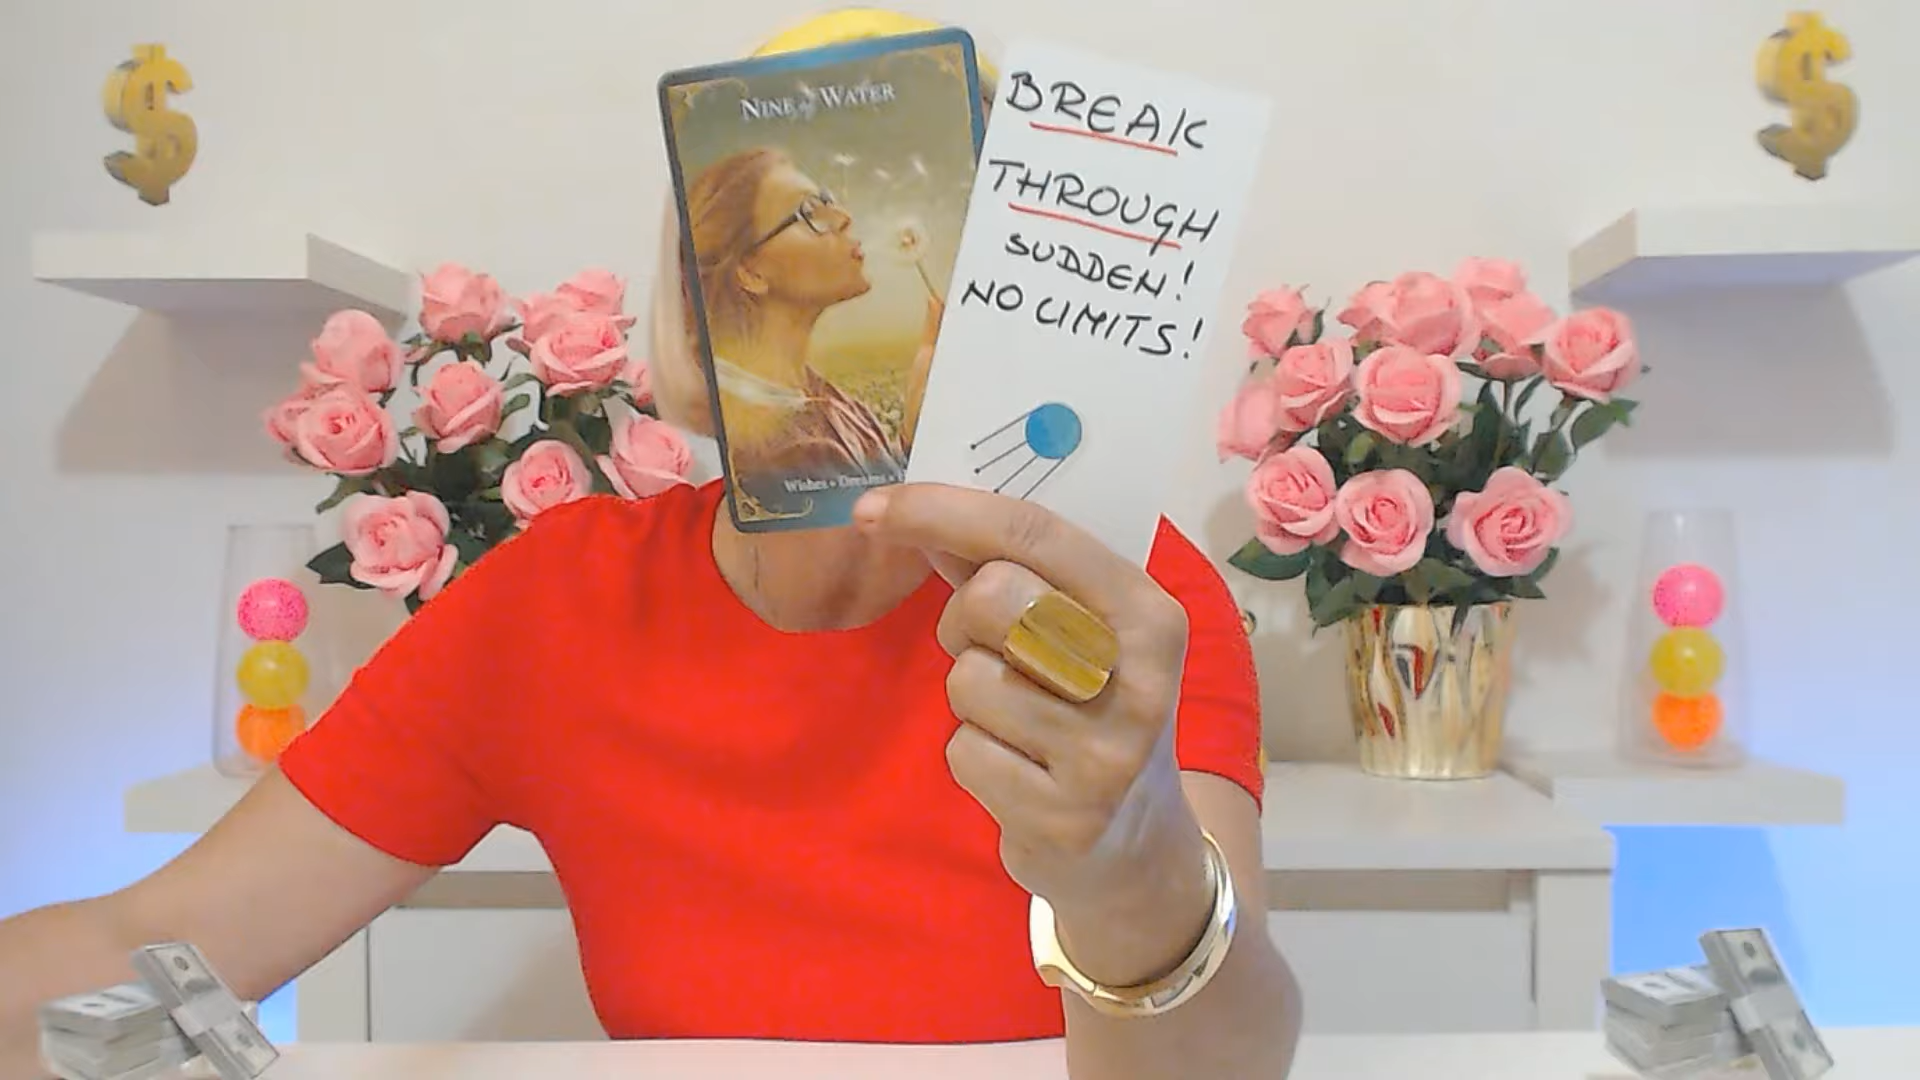 NINE of WATER
Wishes • Dreams •
BREAK
THROUGH
SUDDEN!
NO LIMITS!